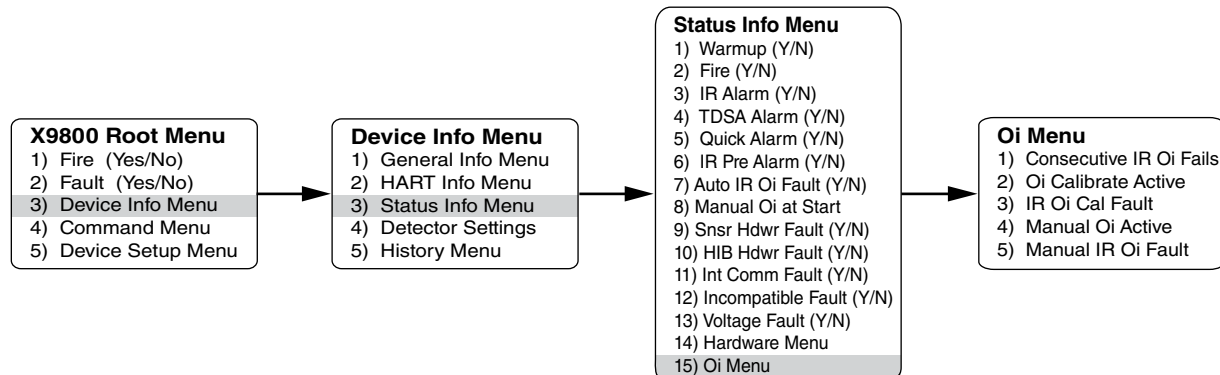 X9800 Root Menu
1) Fire (Yes/No)
2) Fault (Yes/No)
3) Device Info Menu
4) Command Menu
5) Device Setup Menu
Device Info Menu
1) General Info Menu
2) HART Info Menu
3) Status Info Menu
4) Detector Settings
5) History Menu
Status Info Menu
1) Warmup (Y/N)
2) Fire (Y/N)
3) IR Alarm (Y/N)
4) TDSA Alarm (Y/N)
5) Quick Alarm (Y/N)
6) IR Pre Alarm (Y/N)
7) Auto IR Oi Fault (Y/N)
8) Manual Oi at Start
9) Snsr Hdwr Fault (Y/N)
10) HIB Hdwr Fault (Y/N)
11) Int Comm Fault (Y/N)
12) Incompatible Fault (Y/N)
13) Voltage Fault (Y/N)
14) Hardware Menu
15) Oi Menu
Oi Menu
1) Consecutive IR Oi Fails
2) Oi Calibrate Active
3) IR Oi Cal Fault
4) Manual Oi Active
5) Manual IR Oi Fault